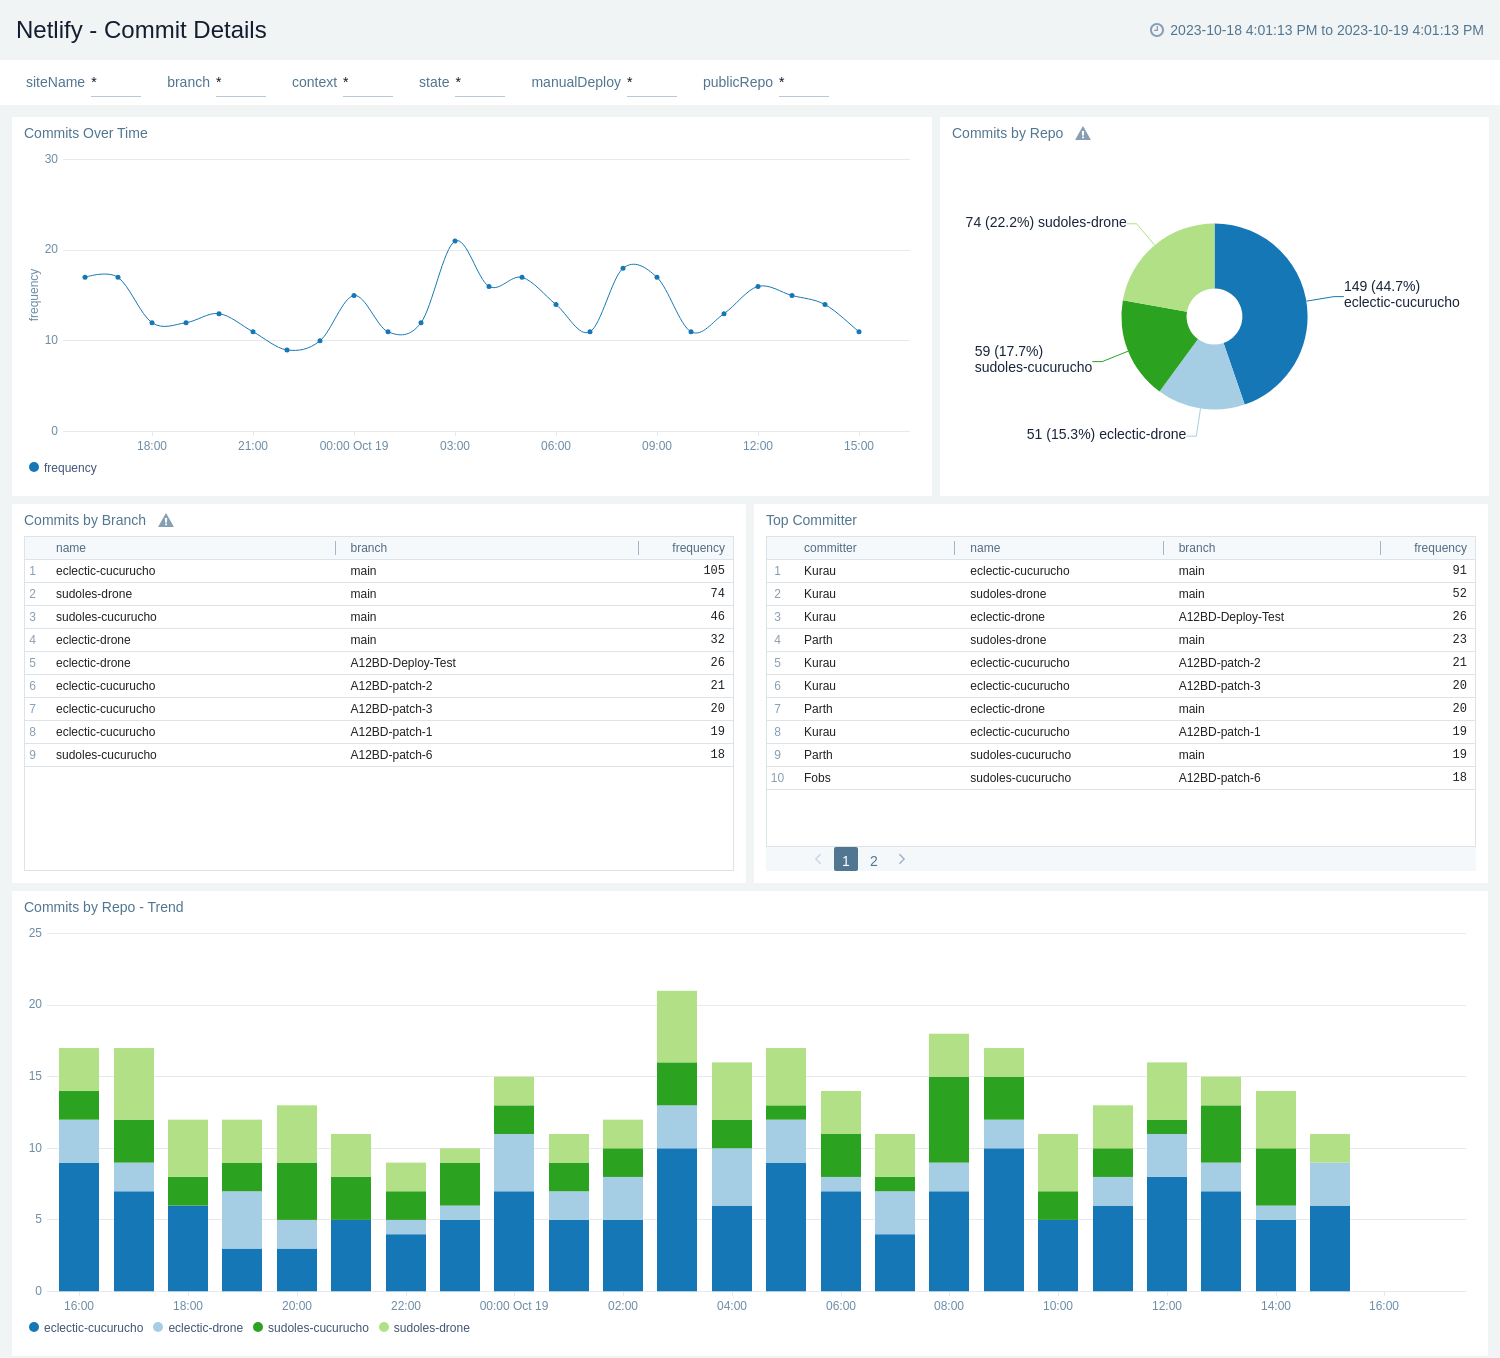 Netlify - Commit Details
2023-10-18 4:01:13 PM to 2023-10-19 4:01:13 PM
siteName * branch * context * state * manualDeploy * publicRepo *
Commits Over Time
30
20
10
0
frequency
18:00 21:00 00:00 Oct 19 03:00 06:00 09:00 12:00 15:00
frequency
Commits by Repo
74 (22.2%) sudoles-drone
149 (44.7%)
eclectic-cucurucho
59 (17.7%)
sudoles-cucurucho
51 (15.3%) eclectic-drone
Commits by Branch
name branch frequency
1 eclectic-cucurucho main 105
2 sudoles-drone main 74
3 sudoles-cucurucho main 46
4 eclectic-drone main 32
5 eclectic-drone A12BD-Deploy-Test 26
6 eclectic-cucurucho A12BD-patch-2 21
7 eclectic-cucurucho A12BD-patch-3 20
8 eclectic-cucurucho A12BD-patch-1 19
9 sudoles-cucurucho A12BD-patch-6 18
Top Committer
committer name branch frequency
1 Kurau eclectic-cucurucho main 91
2 Kurau sudoles-drone main 52
3 Kurau eclectic-drone A12BD-Deploy-Test 26
4 Parth sudoles-drone main 23
5 Kurau eclectic-cucurucho A12BD-patch-2 21
6 Kurau eclectic-cucurucho A12BD-patch-3 20
7 Parth eclectic-drone main 20
8 Kurau eclectic-cucurucho A12BD-patch-1 19
9 Parth sudoles-cucurucho main 19
10 Fobs sudoles-cucurucho A12BD-patch-6 18
1 2
Commits by Repo - Trend
25
20
15
10
5
0
16:00 18:00 20:00 22:00 00:00 Oct 19 02:00 04:00 06:00 08:00 10:00 12:00 14:00 16:00
eclectic-cucurucho eclectic-drone sudoles-cucurucho sudoles-drone